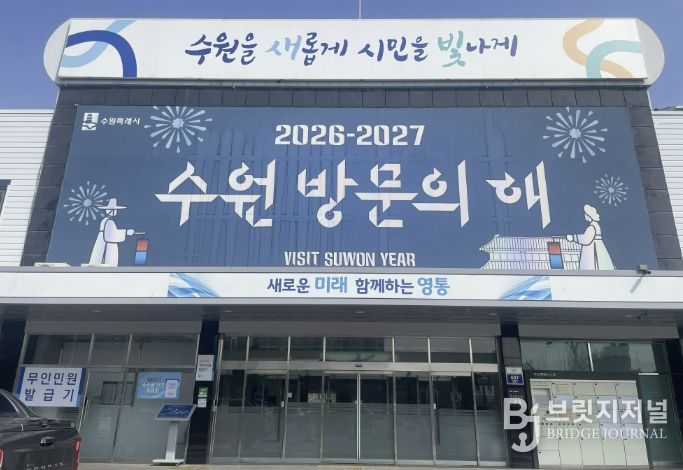 수원을 새롭게 시민을 빛나게
수원특례시
2026-2027
수원 방문의 해
VISIT SUWON YEAR
새로운 미래 함께하는 영통
무인민원
발급기
브릿지저널
BRIDGE JOURNAL